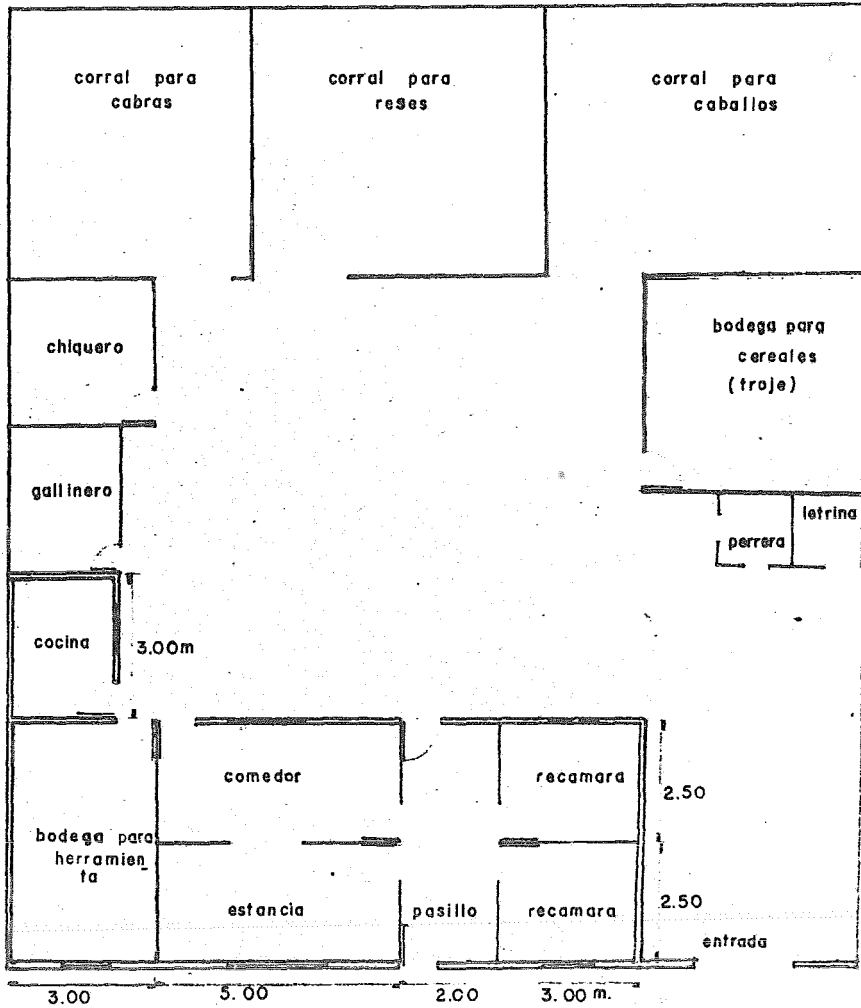 corral para
cabras
corral para
reses
corral para
caballos
chiquero
bodega para
cereales
(troje)
gallinero
letrina
perrera
cocina
3.00m
comedor
recamara
2.50
bodega para
herramien_
ta
estancia
pasillo
recamara
2.50
entrada
3.00
5.00
2.00
3.00 m.